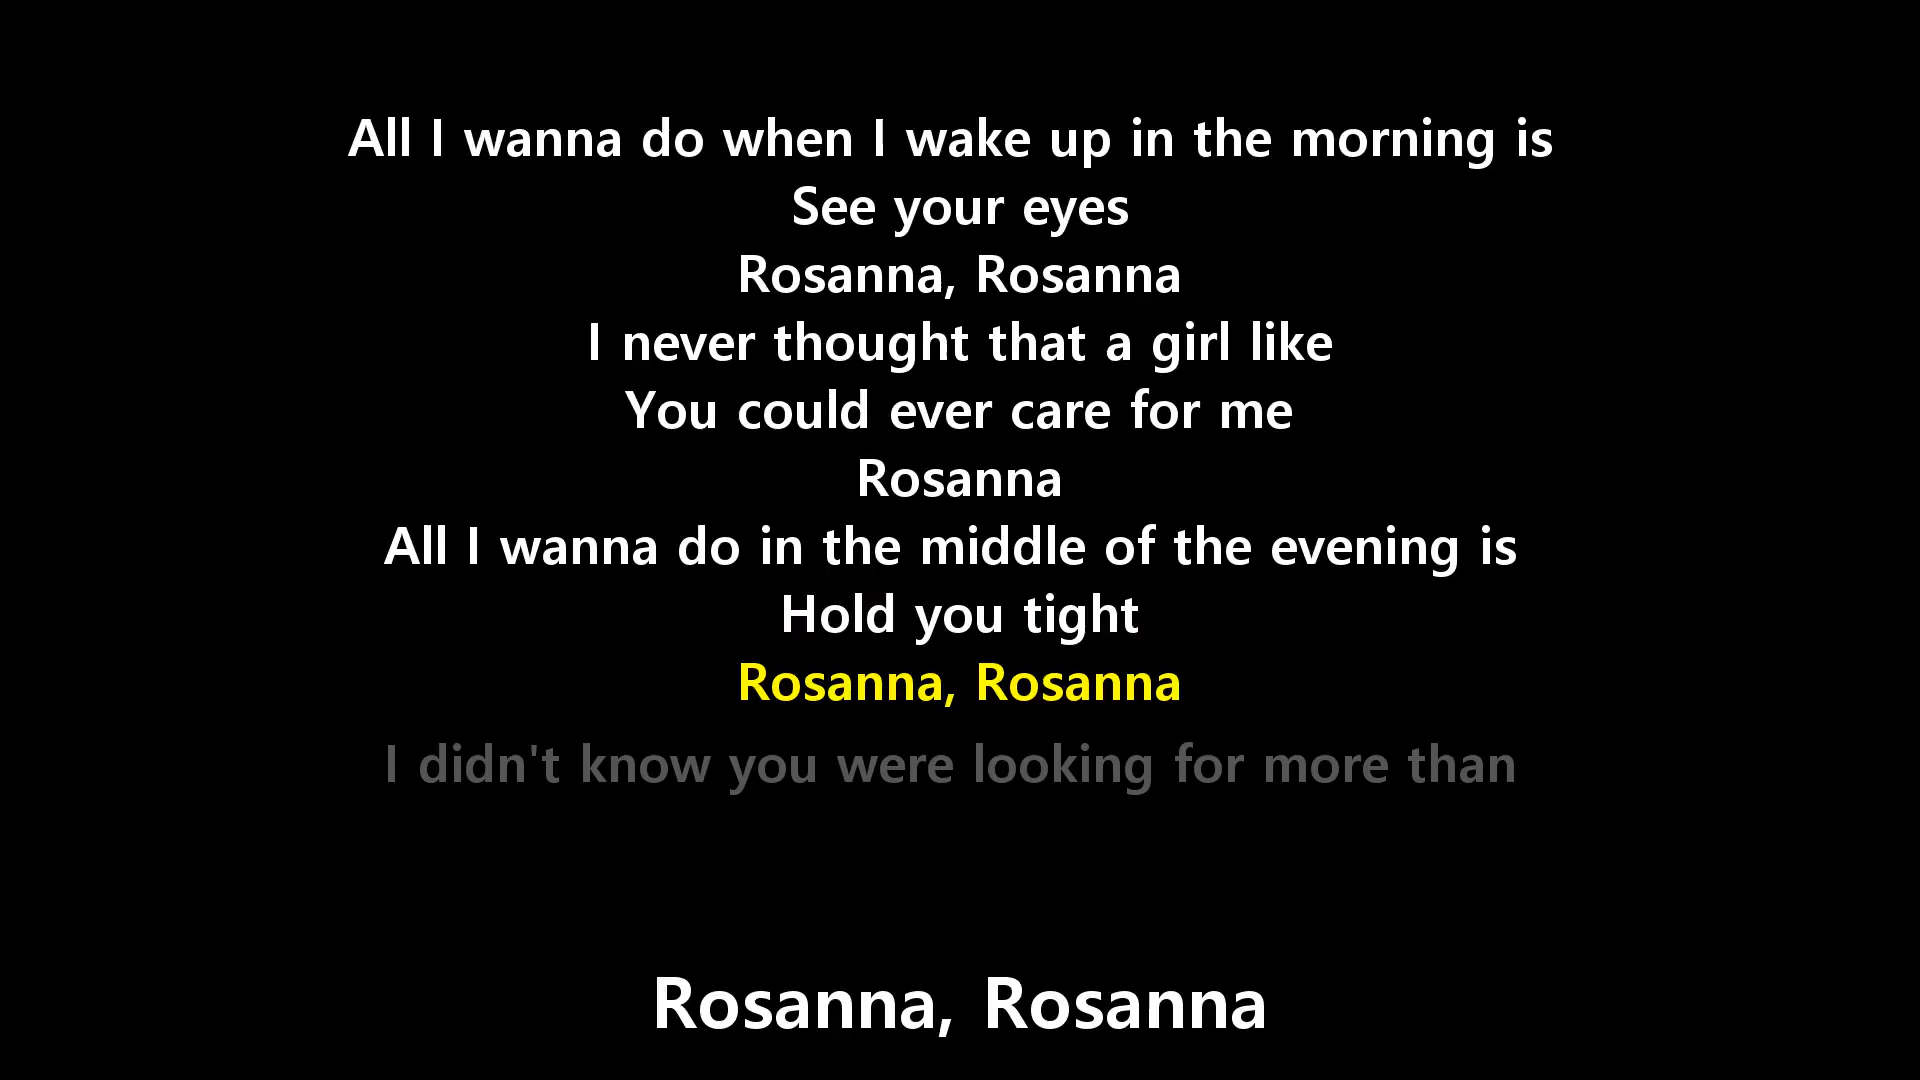 All I wanna do when I wake up in the morning is
See your eyes
Rosanna, Rosanna
I never thought that a girl like
You could ever care for me
Rosanna
All I wanna do in the middle of the evening is
Hold you tight
Rosanna, Rosanna
I didn't know you were looking for more than
Rosanna, Rosanna